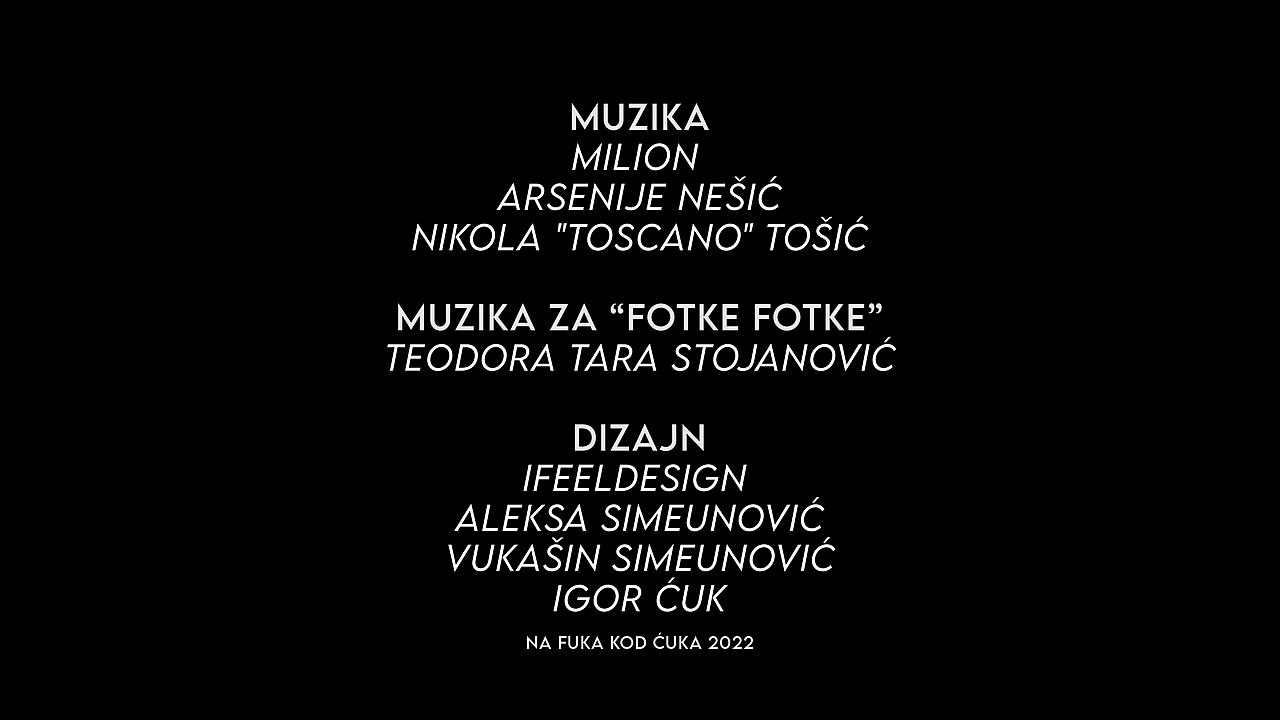 MUZIKA
MILION
ARSENIJE NEŠIĆ
NIKOLA "TOSCANO" TOŠIĆ
MUZIKA ZA “FOTKE FOTKE”
TEODORA TARA STOJANOVIĆ
DIZAJN
IFEELDESIGN
ALEKSA SIMEUNOVIĆ
VUKAŠIN SIMEUNOVIĆ
IGOR ĆUK
NA FUKA KOD ĆUKA 2022